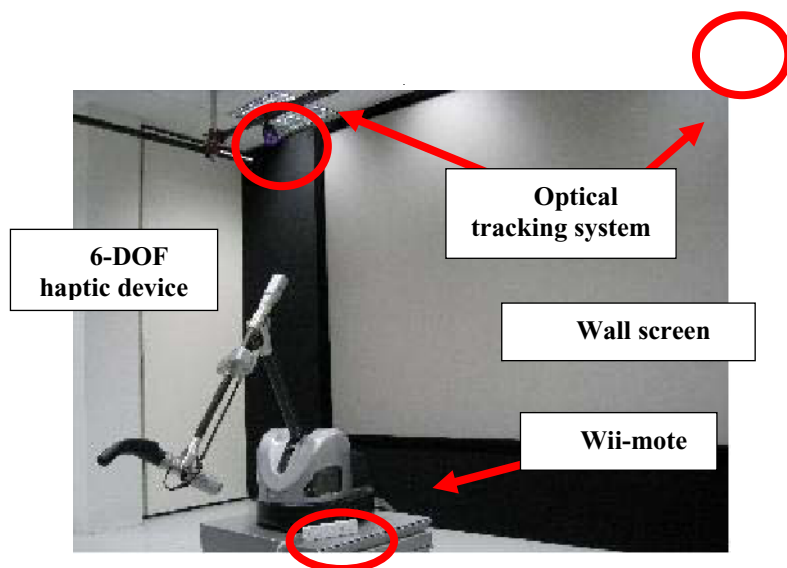 Optical
tracking system
6-DOF
haptic device
Wall screen
Wii-mote